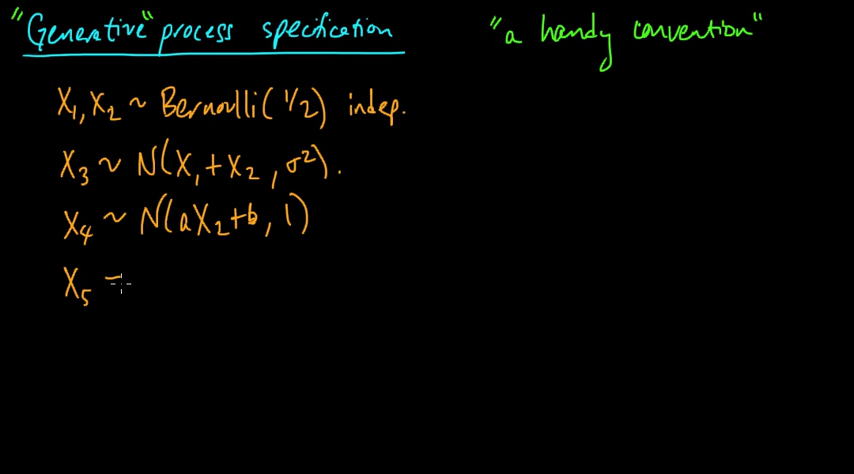 "Generative" process specification
"a handy convention"
X₁, X₂ ~ Bernoulli(1/2) indep.
X₃ ~ N(X₁+X₂, σ²).
X₄ ~ N(aX₂+b, 1)
X₅ =